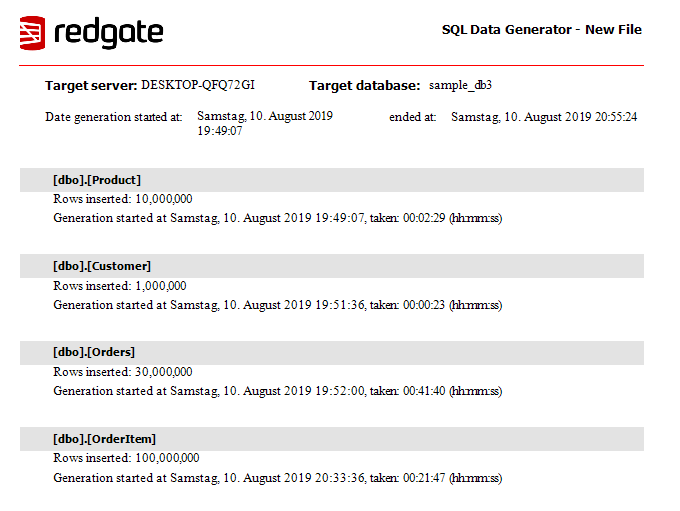 redgate
SQL Data Generator - New File
Target server: DESKTOP-QFQ72GI Target database: sample_db3
Date generation started at: Samstag, 10. August 2019 ended at: Samstag, 10. August 2019 20:55:24
19:49:07
[dbo].[Product]
Rows inserted: 10,000,000
Generation started at Samstag, 10. August 2019 19:49:07, taken: 00:02:29 (hh:mm:ss)
[dbo].[Customer]
Rows inserted: 1,000,000
Generation started at Samstag, 10. August 2019 19:51:36, taken: 00:00:23 (hh:mm:ss)
[dbo].[Orders]
Rows inserted: 30,000,000
Generation started at Samstag, 10. August 2019 19:52:00, taken: 00:41:40 (hh:mm:ss)
[dbo].[OrderItem]
Rows inserted: 100,000,000
Generation started at Samstag, 10. August 2019 20:33:36, taken: 00:21:47 (hh:mm:ss)